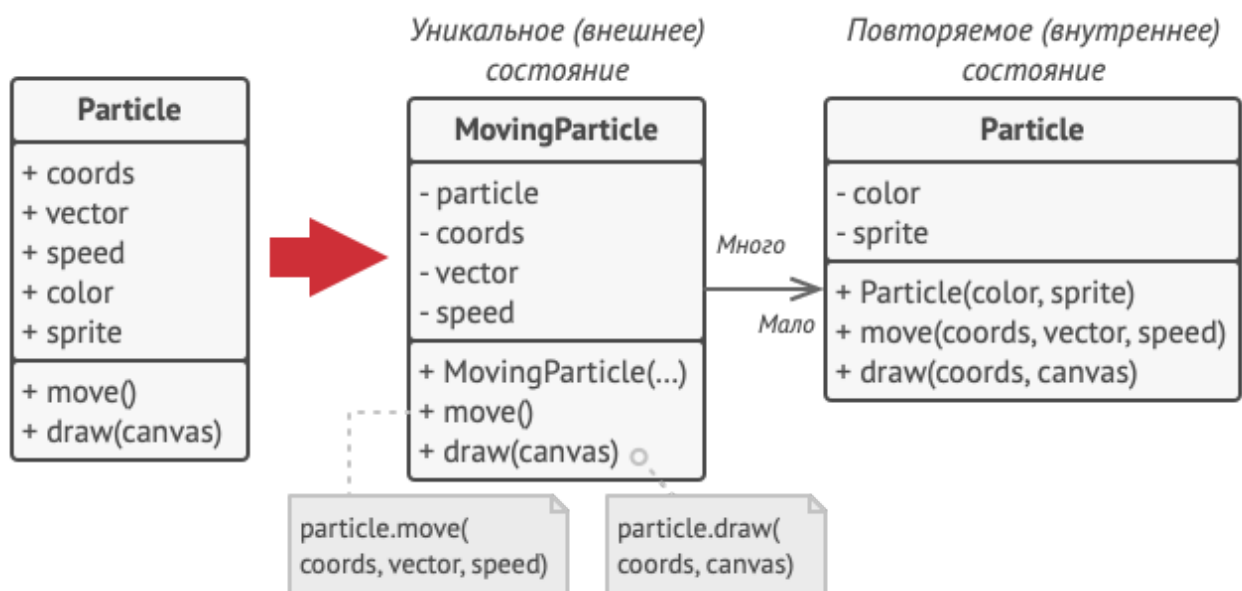 Particle
+ coords
+ vector
+ speed
+ color
+ sprite
+ move()
+ draw(canvas)
Уникальное (внешнее)
состояние
MovingParticle
- particle
- coords
- vector
- speed
+ MovingParticle(...)
+ move()
+ draw(canvas)
particle.move(
coords, vector, speed)
particle.draw(
coords, canvas)
Много
Мало
Повторяемое (внутреннее)
состояние
Particle
- color
- sprite
+ Particle(color, sprite)
+ move(coords, vector, speed)
+ draw(coords, canvas)